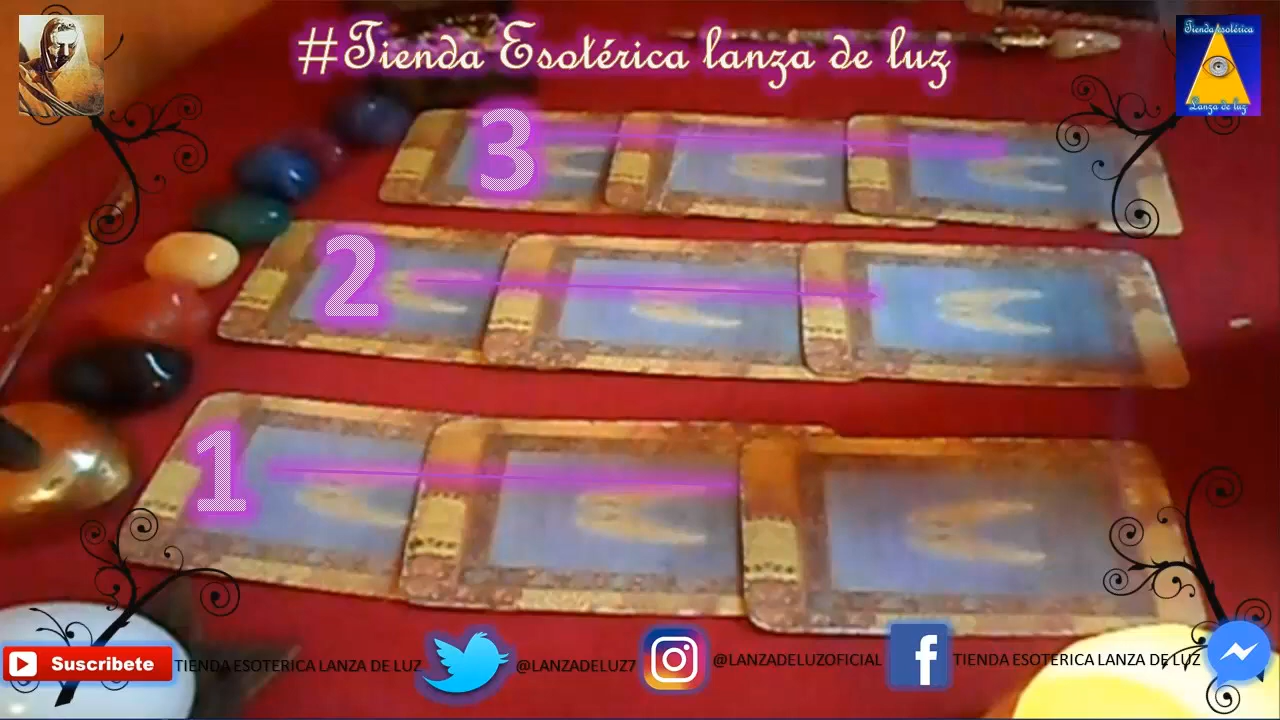 #Tienda Esotérica lanza de luz
Tienda esotérica
Lanza de luz
3
2
1
Suscribete
TIENDA ESOTERICA LANZA DE LUZ
@LANZADELUZ7
@LANZADELUZOFICIAL
TIENDA ESOTERICA LANZA DE LUZ